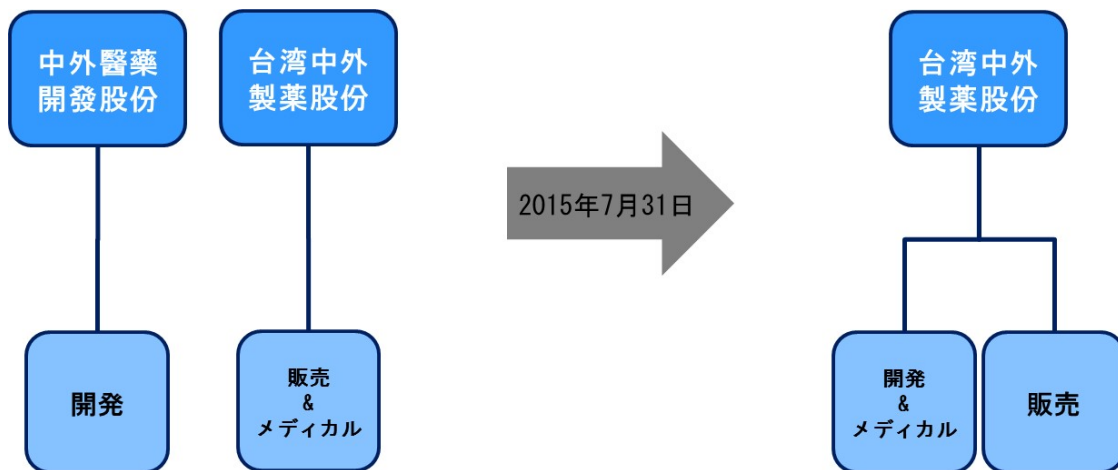 中外醫藥
開發股份
台湾中外
製薬股份
2015年7月31日
台湾中外
製薬股份
開発
販売
&
メディカル
開発
&
メディカル
販売